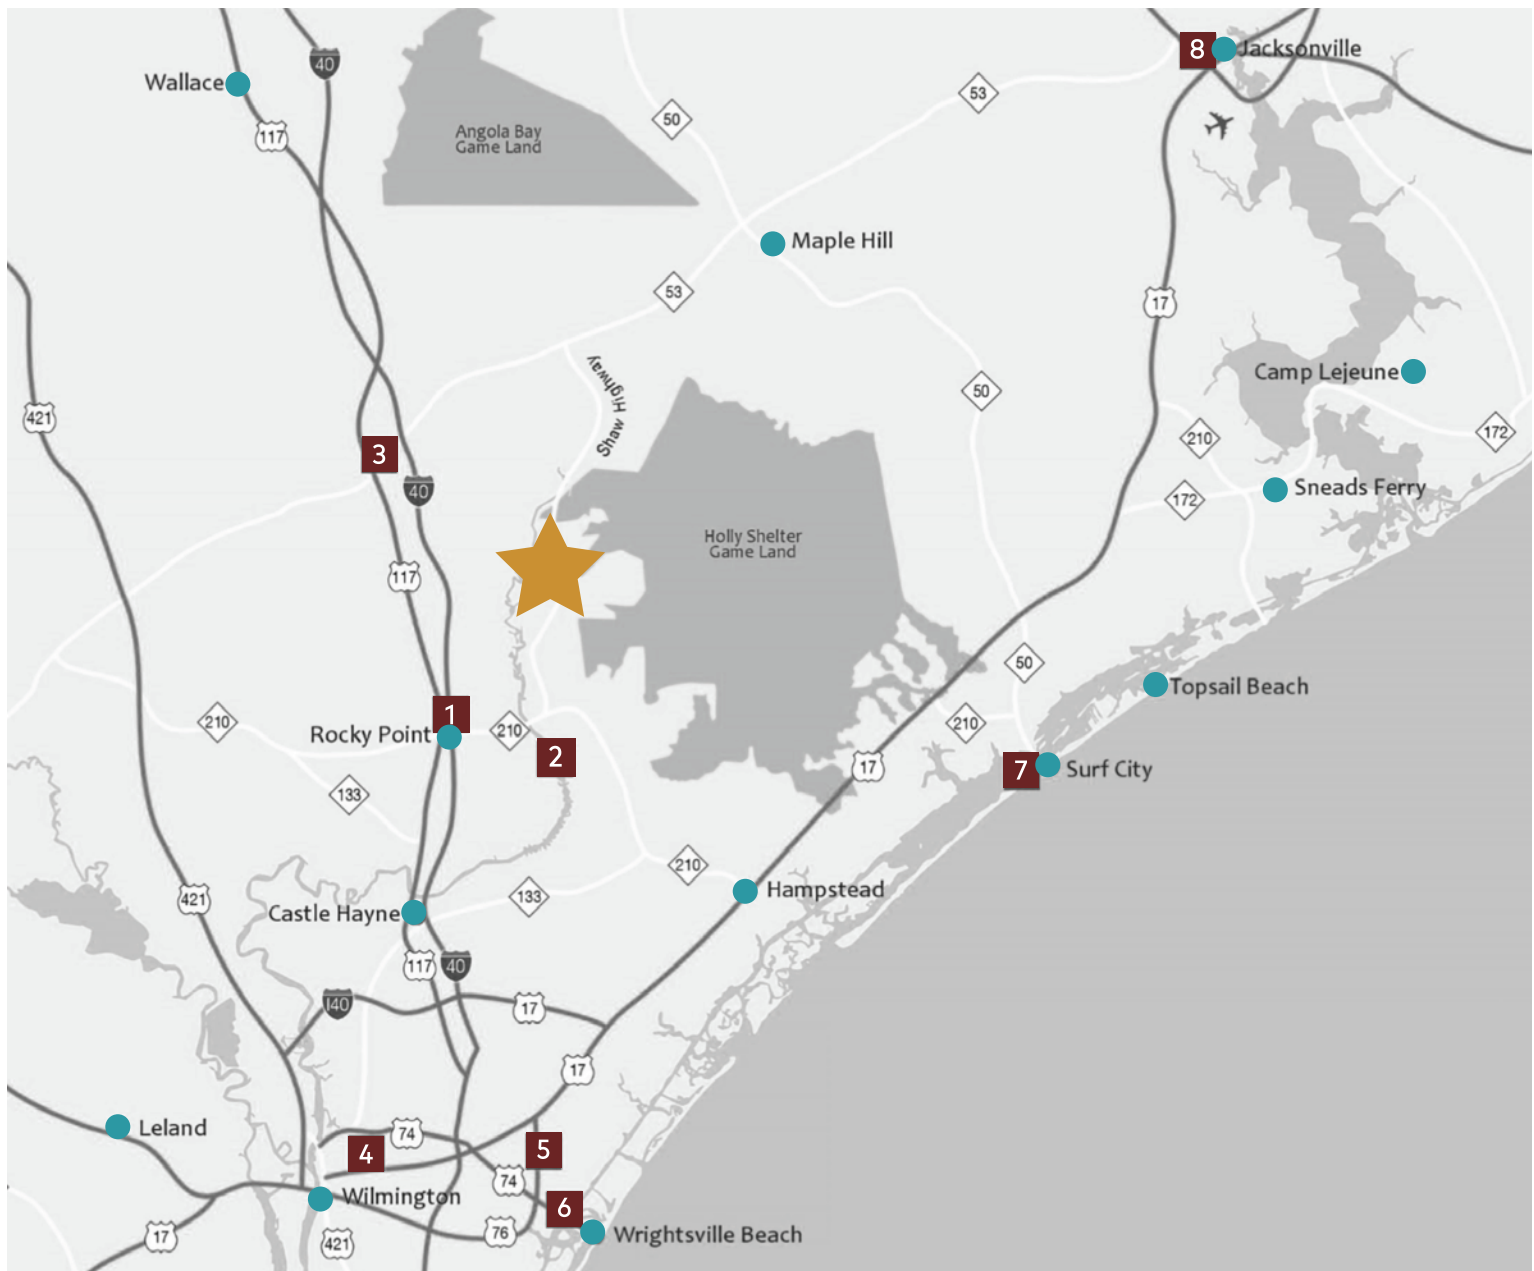 8
Jacksonville
40
Wallace
53
50
117
Angola Bay
Game Land
Maple Hill
53
17
Shaw Highway
Camp Lejeune
50
421
210
172
3
40
Sneads Ferry
172
Holly Shelter
Game Land
117
50
Topsail Beach
1
210
210
210
Rocky Point
2
17
7
Surf City
133
210
Hampstead
133
421
Castle Hayne
117
40
140
17
17
Leland
74
4
5
74
6
Wilmington
76
Wrightsville Beach
17
421